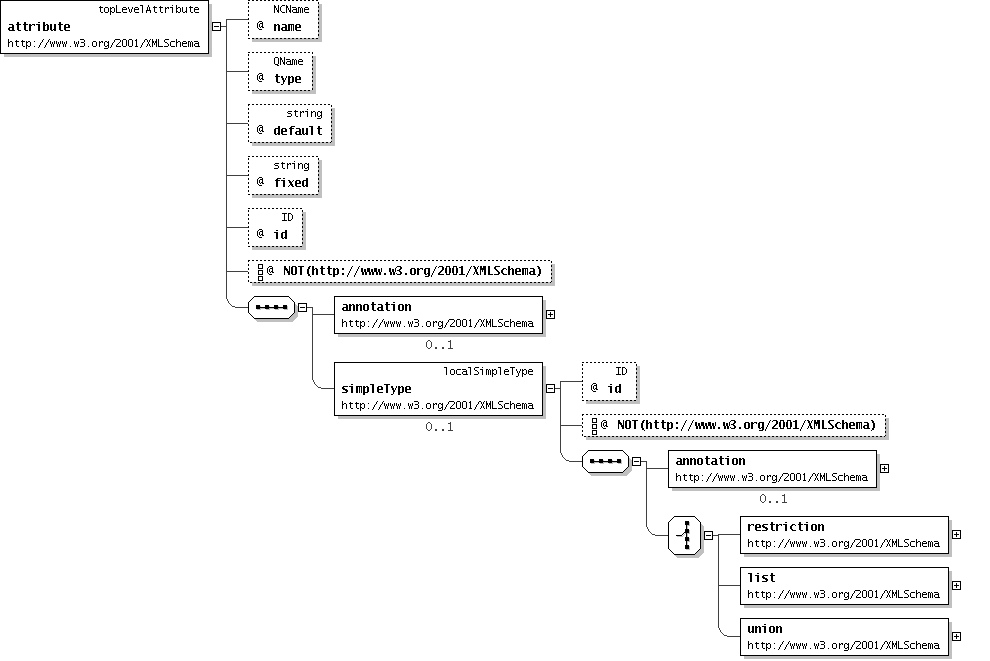 topLevelAttribute
attribute
http://www.w3.org/2001/XMLSchema
NCName
@ name
QName
@ type
string
@ default
string
@ fixed
ID
@ id
@ NOT(http://www.w3.org/2001/XMLSchema)
annotation
http://www.w3.org/2001/XMLSchema
0..1
localSimpleType
simpleType
http://www.w3.org/2001/XMLSchema
0..1
ID
@ id
@ NOT(http://www.w3.org/2001/XMLSchema)
annotation
http://www.w3.org/2001/XMLSchema
0..1
restriction
http://www.w3.org/2001/XMLSchema
list
http://www.w3.org/2001/XMLSchema
union
http://www.w3.org/2001/XMLSchema